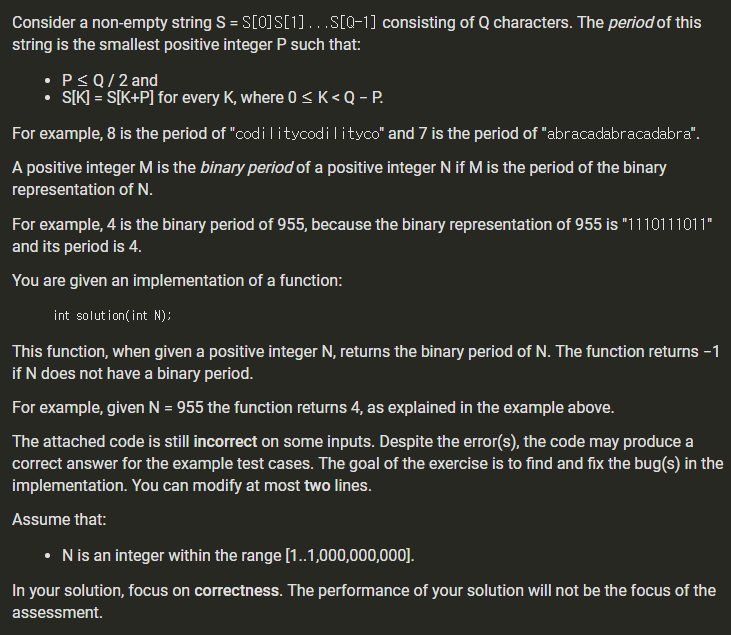 Consider a non-empty string S = S[0]S[1]...S[Q-1] consisting of Q characters. The period of this
string is the smallest positive integer P such that:
• P ≤ Q / 2 and
• S[K] = S[K+P] for every K, where 0 ≤ K < Q − P.
For example, 8 is the period of "codilitycodilityco" and 7 is the period of "abracadabracadabra".
A positive integer M is the binary period of a positive integer N if M is the period of the binary
representation of N.
For example, 4 is the binary period of 955, because the binary representation of 955 is "1110111011"
and its period is 4.
You are given an implementation of a function:
int solution(int N);
This function, when given a positive integer N, returns the binary period of N. The function returns −1
if N does not have a binary period.
For example, given N = 955 the function returns 4, as explained in the example above.
The attached code is still incorrect on some inputs. Despite the error(s), the code may produce a
correct answer for the example test cases. The goal of the exercise is to find and fix the bug(s) in the
implementation. You can modify at most two lines.
Assume that:
• N is an integer within the range [1..1,000,000,000].
In your solution, focus on correctness. The performance of your solution will not be the focus of the
assessment.